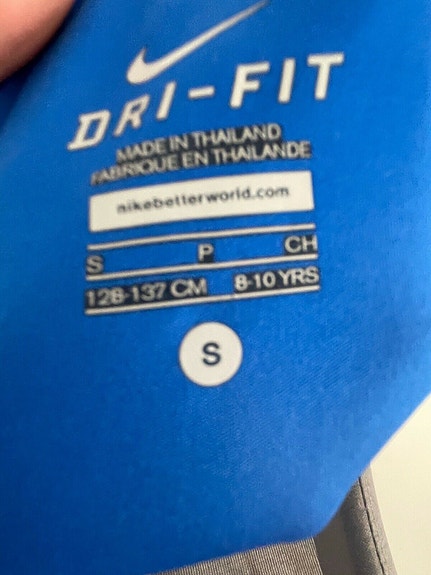 DRI-FIT
MADE IN THAILAND
FABRIQUE EN THAILANDE
nikebetterworld.com
S P CH
128-137 CM 8-10 YRS
S